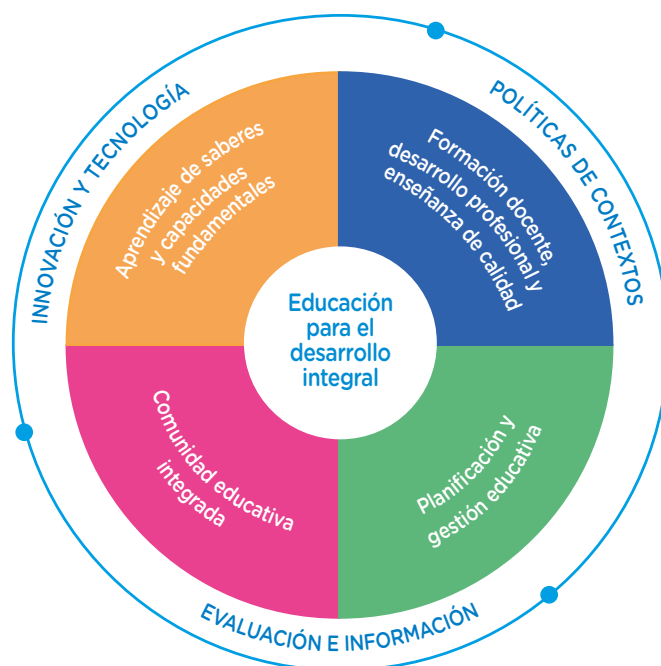 INNOVACIÓN Y TECNOLOGÍA
POLÍTICAS DE CONTEXTOS
Aprendizaje de saberes
y capacidades
fundamentales
Formación docente,
desarrollo profesional y
enseñanza de calidad
Educación
para el
desarrollo
integral
Comunidad educativa
integrada
Planificación y
gestión educativa
EVALUACIÓN E INFORMACIÓN